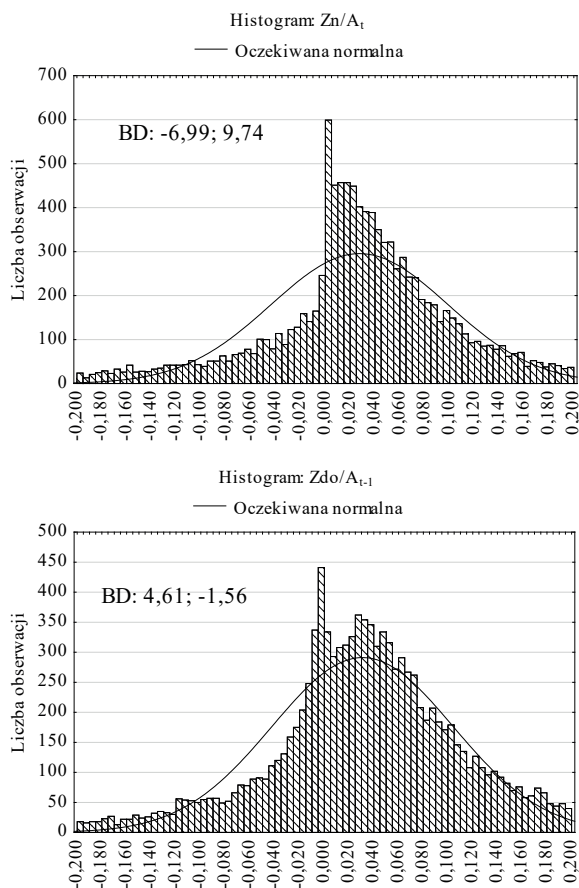 Histogram: Zn/Aₜ
Oczekiwana normalna
700
600
500
400
300
200
100
0
Liczba obserwacji
BD: -6,99; 9,74
-0,200 -0,180 -0,160 -0,140 -0,120 -0,100 -0,080 -0,060 -0,040 -0,020 0,000 0,020 0,040 0,060 0,080 0,100 0,120 0,140 0,160 0,180 0,200
Histogram: Zdo/Aₜ₋₁
Oczekiwana normalna
500
450
400
350
300
250
200
150
100
50
0
Liczba obserwacji
BD: 4,61; -1,56
-0,200 -0,180 -0,160 -0,140 -0,120 -0,100 -0,080 -0,060 -0,040 -0,020 0,000 0,020 0,040 0,060 0,080 0,100 0,120 0,140 0,160 0,180 0,200